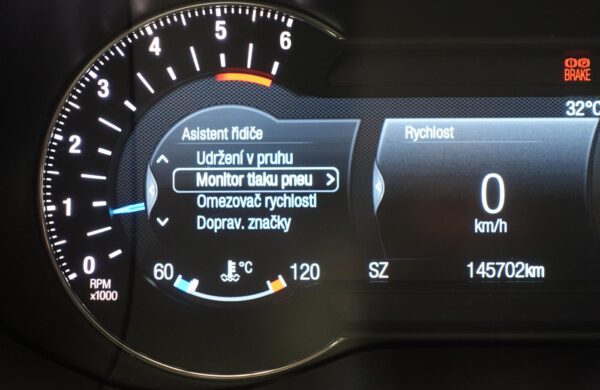 0
1
2
3
4
5
6
RPM
x1000
BRAKE
32°C
Asistent řidiče
Udržení v pruhu
Monitor tlaku pneu >
Omezovač rychlosti
Doprav. značky
60 °C 120
Rychlost
0
km/h
SZ 145702km